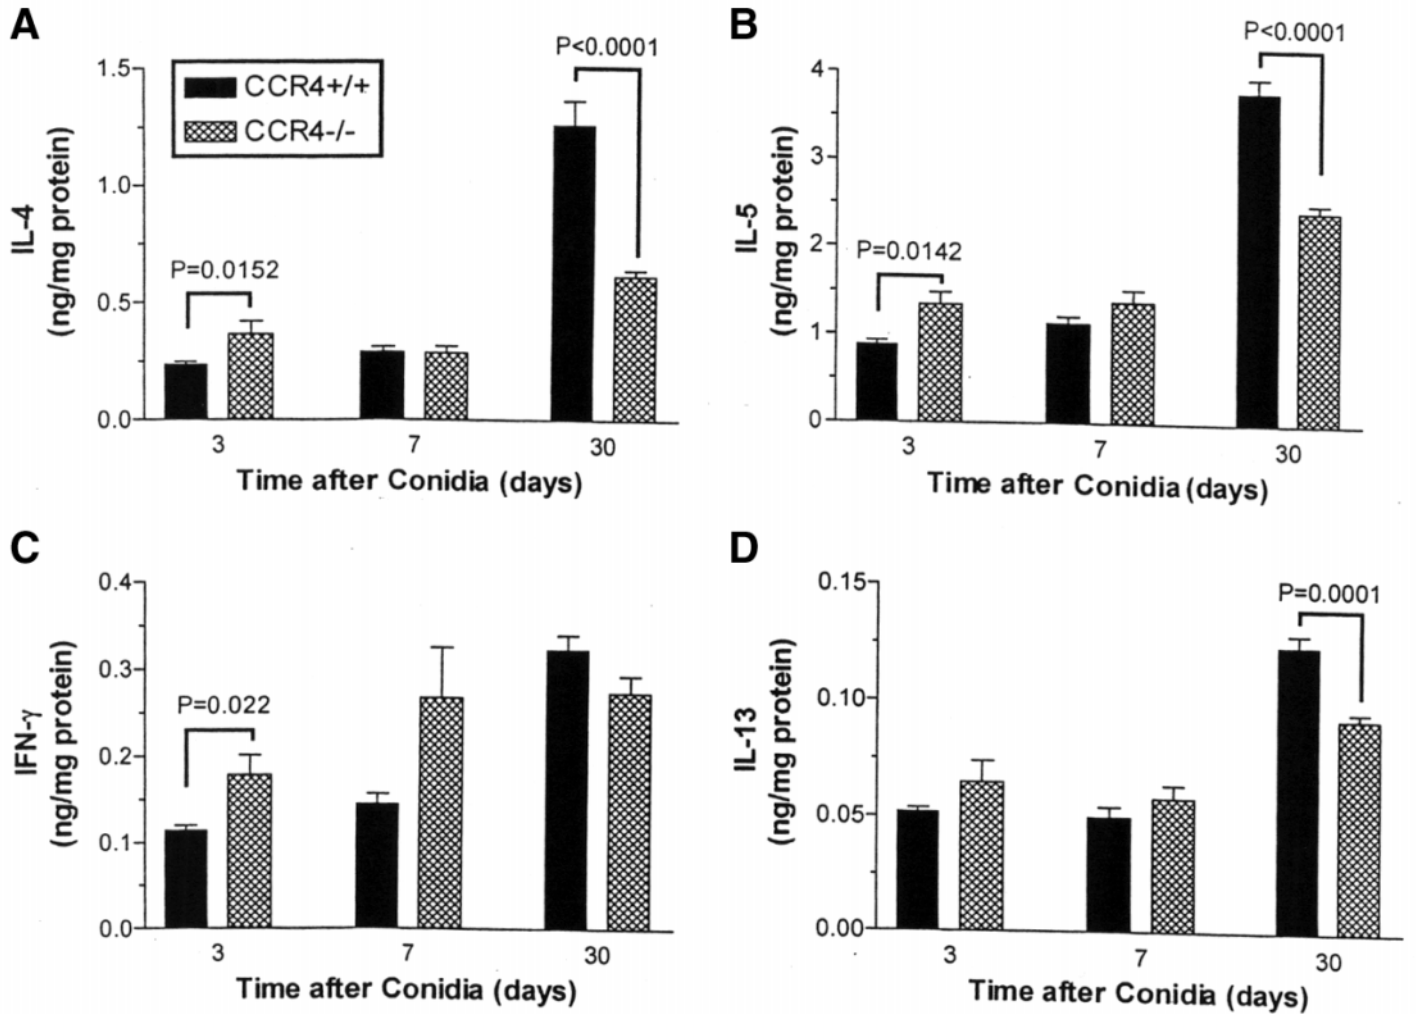 A
P<0.0001
1.5
CCR4+/+
CCR4-/-
1.0
P=0.0152
0.5
0.0
IL-4
(ng/mg protein)
3 7 30
Time after Conidia (days)
B
P<0.0001
4
3
P=0.0142
2
1
0
IL-5
(ng/mg protein)
3 7 30
Time after Conidia (days)
C
0.4
0.3
P=0.022
0.2
0.1
0.0
IFN-γ
(ng/mg protein)
3 7 30
Time after Conidia (days)
D
0.15
P=0.0001
0.10
0.05
0.00
IL-13
(ng/mg protein)
3 7 30
Time after Conidia (days)